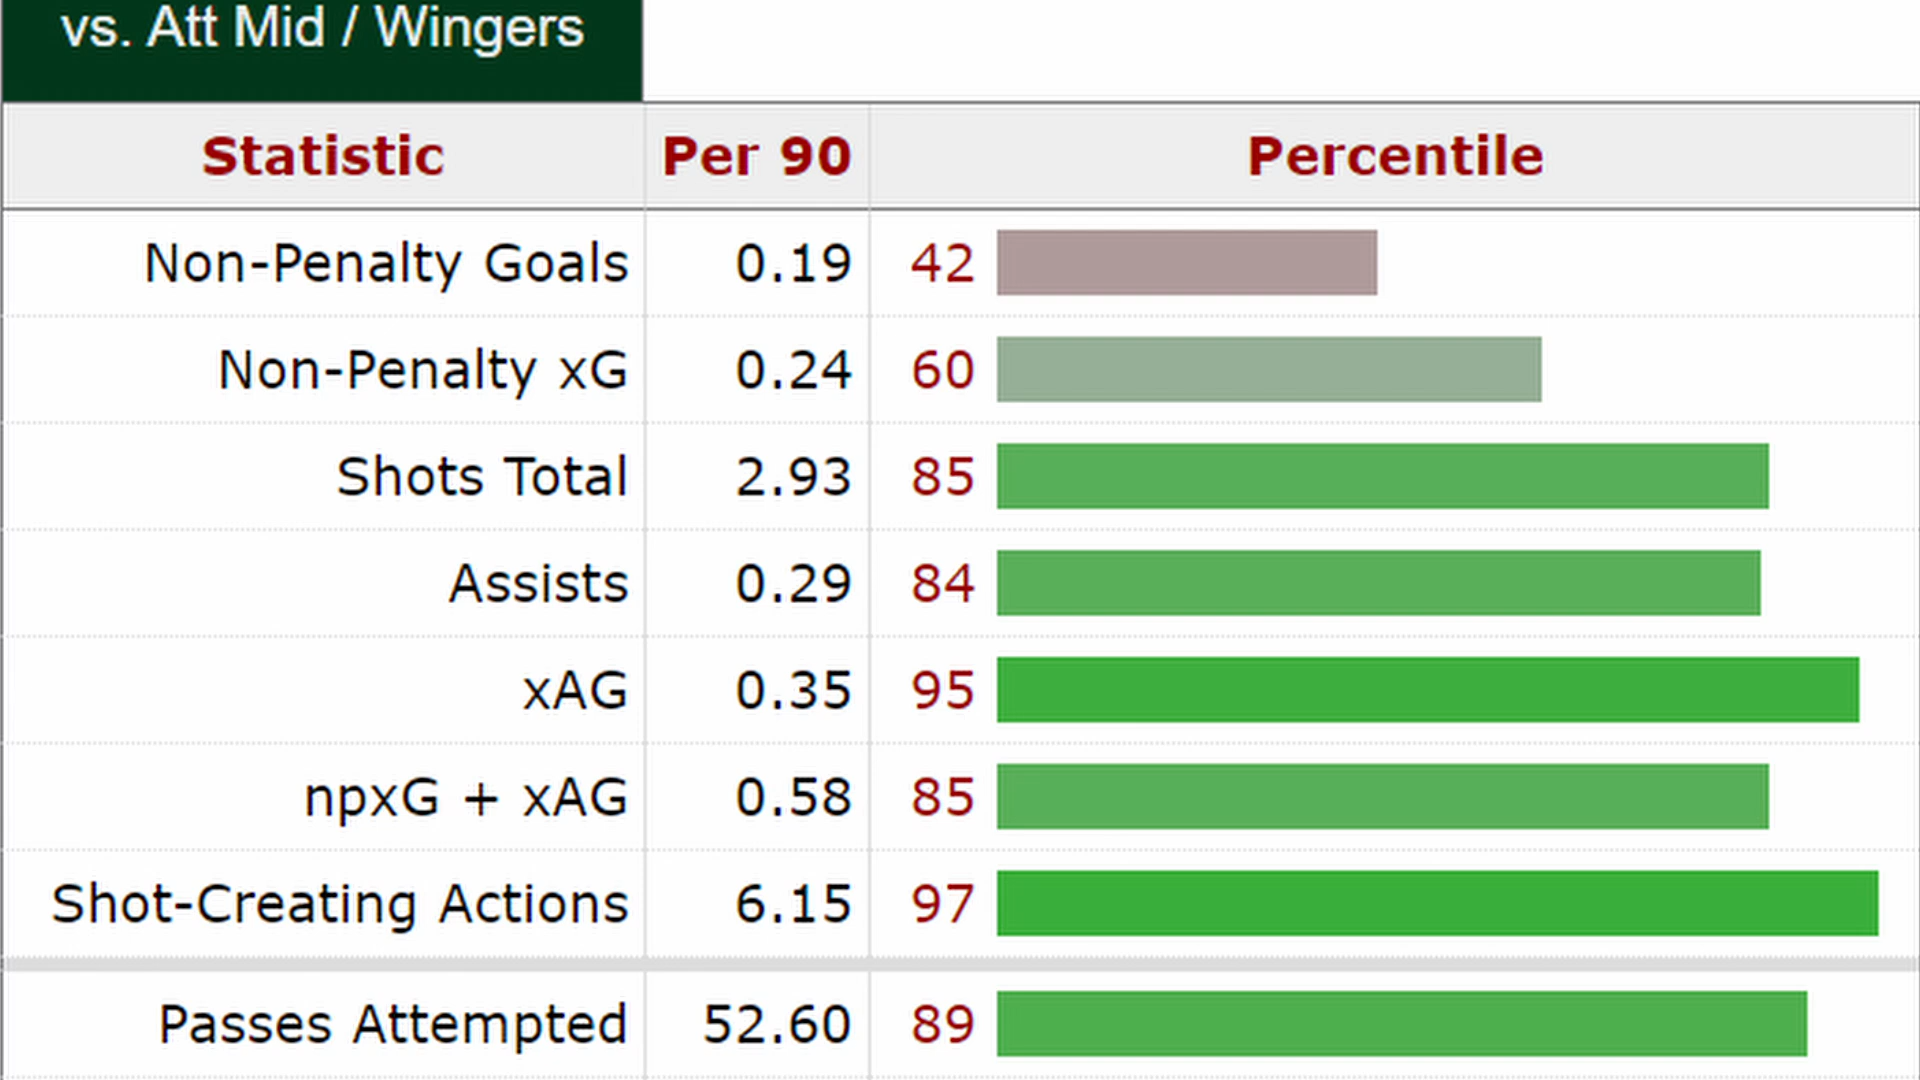 vs. Att Mid / Wingers
Statistic Per 90 Percentile
Non-Penalty Goals 0.19 42
Non-Penalty xG 0.24 60
Shots Total 2.93 85
Assists 0.29 84
xAG 0.35 95
npxG + xAG 0.58 85
Shot-Creating Actions 6.15 97
Passes Attempted 52.60 89